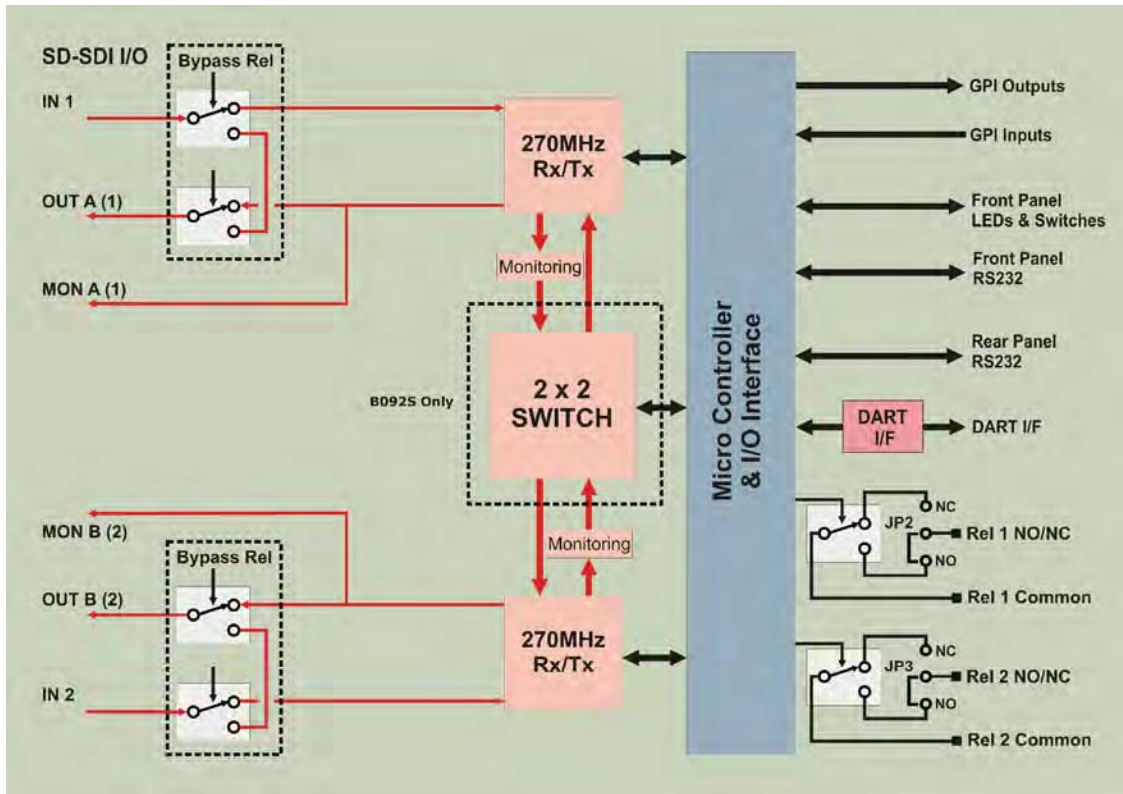 SD-SDI I/O
Bypass Rel
IN 1
OUT A (1)
MON A (1)
270MHz
Rx/Tx
Monitoring
B092S Only
2 x 2
SWITCH
Monitoring
270MHz
Rx/Tx
MON B (2)
Bypass Rel
OUT B (2)
IN 2
Micro Controller
& I/O Interface
GPI Outputs
GPI Inputs
Front Panel
LEDs & Switches
Front Panel
RS232
Rear Panel
RS232
DART
I/F
DART I/F
NC
JP2
Rel 1 NO/NC
NO
Rel 1 Common
NC
JP3
Rel 2 NO/NC
NO
Rel 2 Common